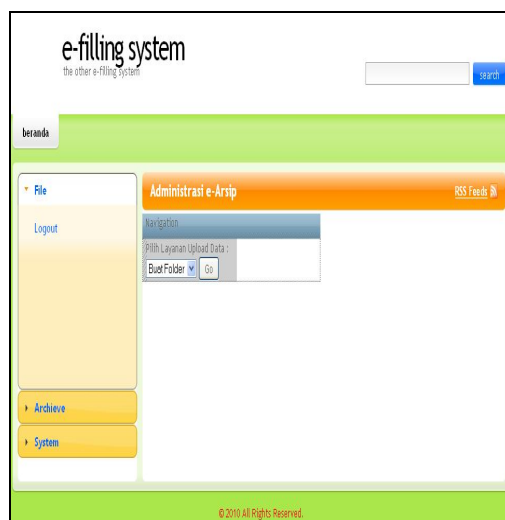 e-filling system
the other e-filling system
search
beranda
File
Logout
Archieve
System
Administrasi e-Arsip
RSS Feeds
Navigation
Pilih Layanan Upload Data :
Buat Folder Go
© 2010 All Rights Reserved.